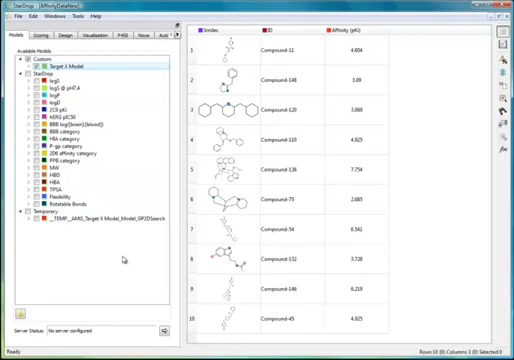 StarDrop - [AffinityDataNew]
File Edit Windows Tools Help
Models Scoring Design Visualisation P450 Nova Aut
Available Models
Custom
Target X Model
StarDrop
logS
logS @ pH7.4
logP
logD
2C9 pKi
hERG pIC50
BBB log([brain]:[blood])
BBB category
HIA category
P-gp category
2D6 affinity category
PPB category
MW
HBD
HBA
TPSA
Flexibility
Rotatable Bonds
Temporary
__TEMP__AMG_Target X Model_Model_GP2DSearch
Server Status: No server configured
Smiles ID Affinity (pKi)
1 Compound-11 4.604
2 Compound-148 3.09
3 Compound-120 3.069
4 Compound-110 4.825
5 Compound-136 7.754
6 Compound-75 2.885
7 Compound-54 6.541
8 Compound-132 3.728
9 Compound-146 6.219
10 Compound-45 4.925
Rows 10 (0) Columns 3 (0) Selected 0